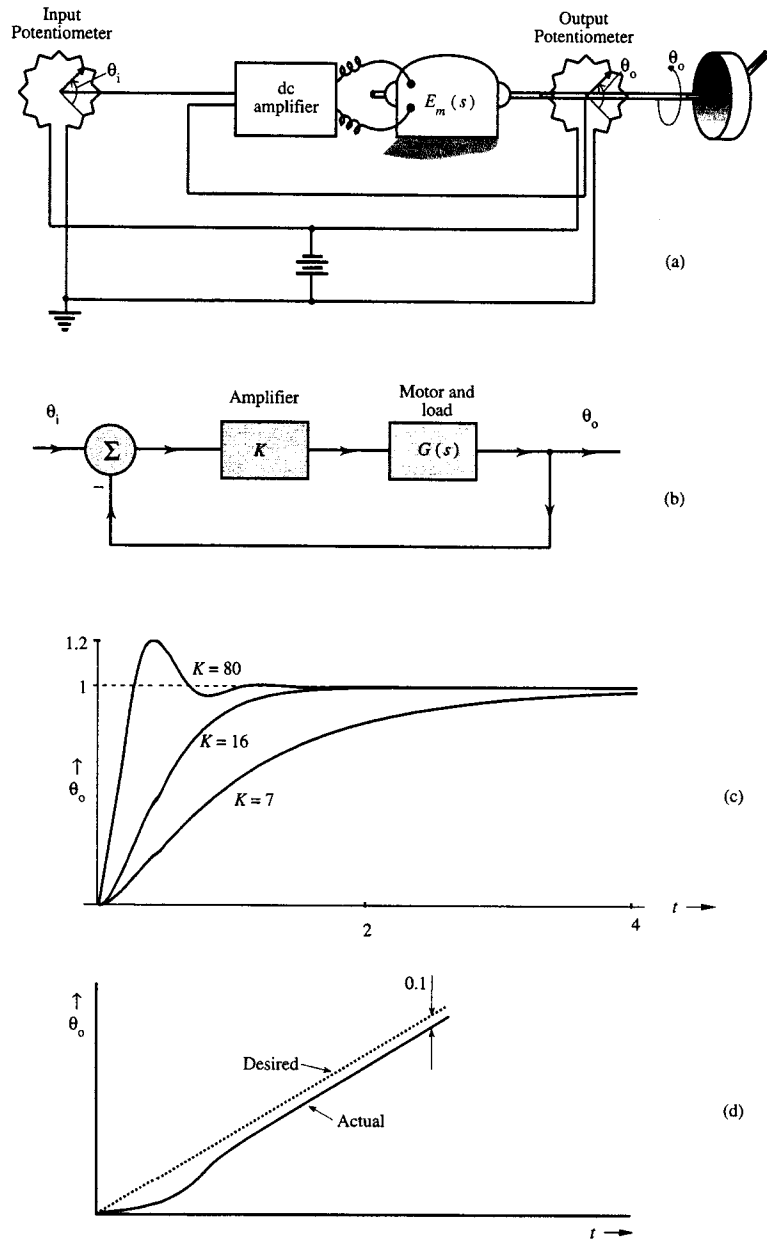 Input
Potentiometer
θi
dc
amplifier
Em(s)
Output
Potentiometer
θo
θo
(a)
θi
Σ
−
Amplifier
K
Motor and
load
G(s)
θo
(b)
1.2
1
↑
θo
K = 80
K = 16
K = 7
2
4
t →
(c)
↑
θo
0.1
Desired
Actual
t →
(d)